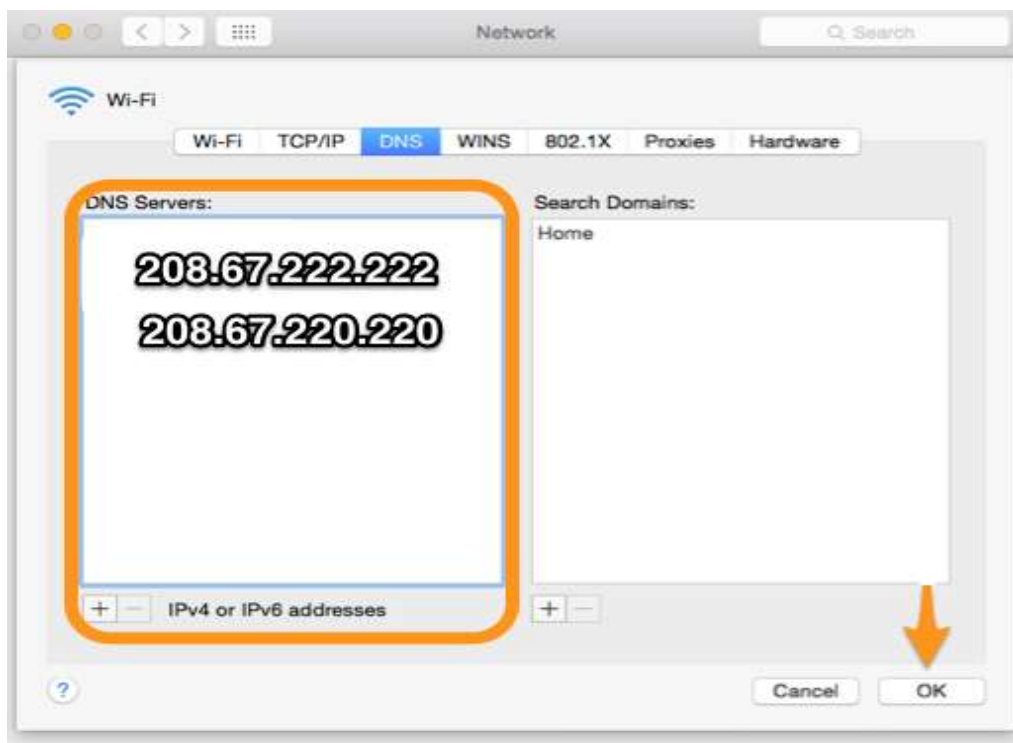 Network
Search
Wi-Fi
Wi-Fi TCP/IP DNS WINS 802.1X Proxies Hardware
DNS Servers:
208.67.222.222
208.67.220.220
+ − IPv4 or IPv6 addresses
Search Domains:
Home
+ −
?
Cancel OK